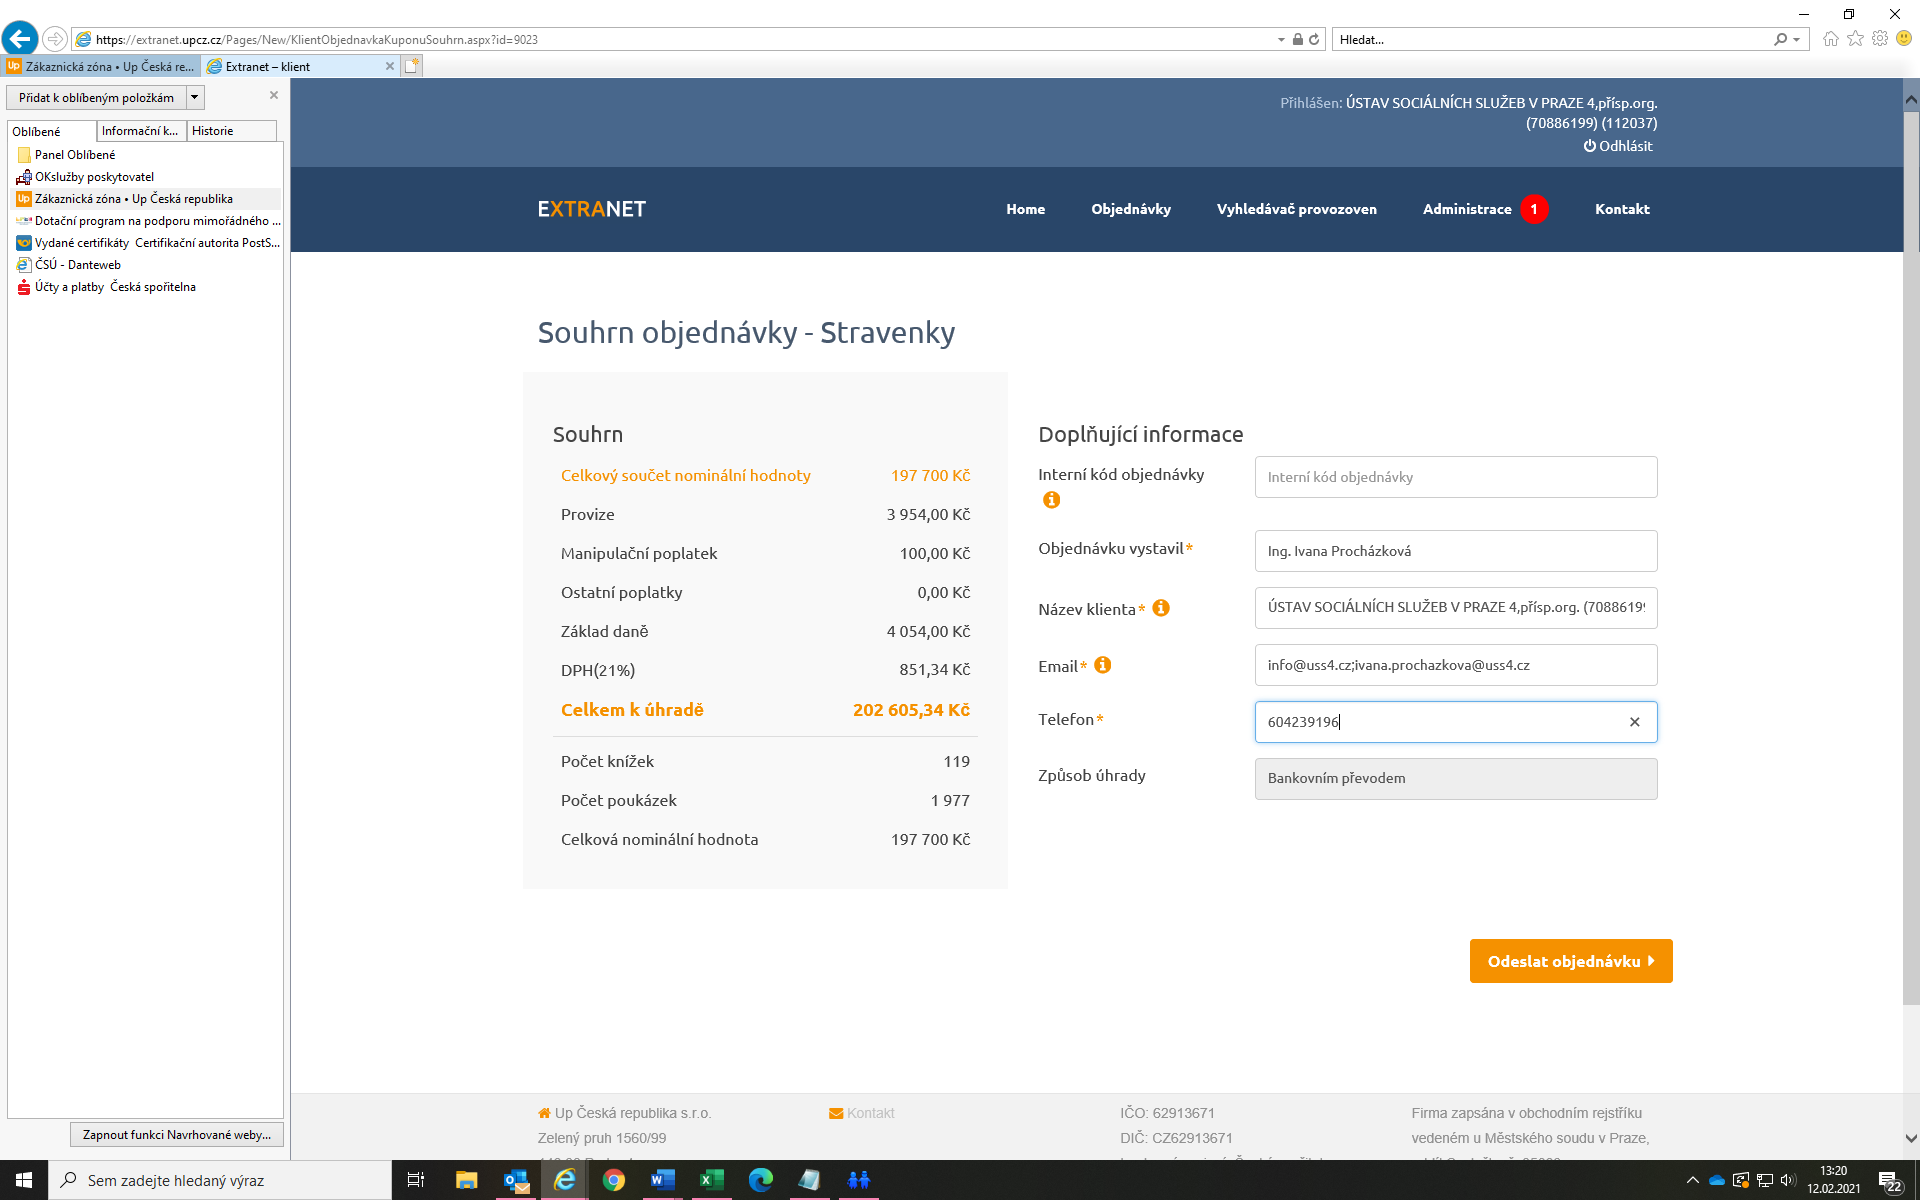 https://extranet.upcz.cz/Pages/New/KlientObjednavkaKuponuSouhrn.aspx?id=9023
Hledat...
Zákaznická zóna • Up Česká re...
Extranet – klient
Přidat k oblíbeným položkám
Oblíbené
Informační k...
Historie
Panel Oblíbené
OKslužby poskytovatel
Zákaznická zóna • Up Česká republika
Dotační program na podporu mimořádného ...
Vydané certifikáty Certifikační autorita PostS...
ČSÚ - Danteweb
Účty a platby Česká spořitelna
Zapnout funkci Navrhované weby...
Přihlášen: ÚSTAV SOCIÁLNÍCH SLUŽEB V PRAZE 4,přísp.org.
(70886199) (112037)
Odhlásit
EXTRANET
Home
Objednávky
Vyhledávač provozoven
Administrace 1
Kontakt
Souhrn objednávky - Stravenky
Souhrn
Celkový součet nominální hodnoty 197 700 Kč
Provize 3 954,00 Kč
Manipulační poplatek 100,00 Kč
Ostatní poplatky 0,00 Kč
Základ daně 4 054,00 Kč
DPH(21%) 851,34 Kč
Celkem k úhradě 202 605,34 Kč
Počet knížek 119
Počet poukázek 1 977
Celková nominální hodnota 197 700 Kč
Doplňující informace
Interní kód objednávky Interní kód objednávky
Objednávku vystavil* Ing. Ivana Procházková
Název klienta* ÚSTAV SOCIÁLNÍCH SLUŽEB V PRAZE 4,přísp.org. (7088619
Email* info@uss4.cz;ivana.prochazkova@uss4.cz
Telefon* 604239196
Způsob úhrady Bankovním převodem
Odeslat objednávku
Up Česká republika s.r.o.
Zelený pruh 1560/99
Kontakt
IČO: 62913671
DIČ: CZ62913671
Firma zapsána v obchodním rejstříku
vedeném u Městského soudu v Praze,
Sem zadejte hledaný výraz
13:20
12.02.2021
22